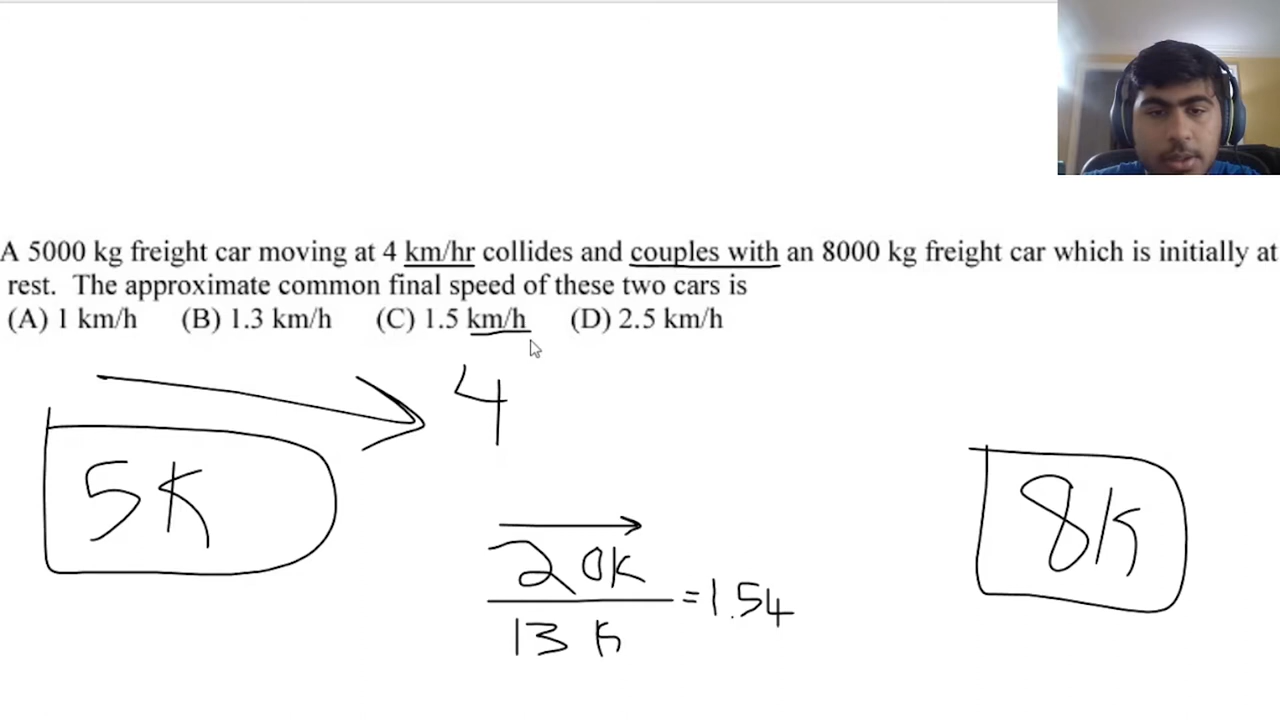 A 5000 kg freight car moving at 4 km/hr collides and couples with an 8000 kg freight car which is initially at
rest. The approximate common final speed of these two cars is
(A) 1 km/h (B) 1.3 km/h (C) 1.5 km/h (D) 2.5 km/h
4
5K
8K
20K
=1.54
13 K